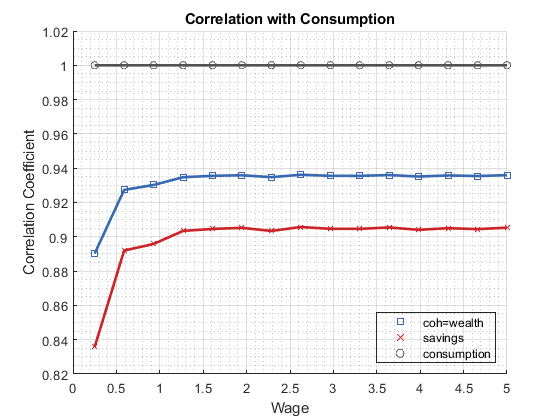 Correlation with Consumption
1.02
1
0.98
0.96
0.94
0.92
0.9
0.88
0.86
0.84
0.82
Correlation Coefficient
coh=wealth
savings
consumption
0 0.5 1 1.5 2 2.5 3 3.5 4 4.5 5
Wage